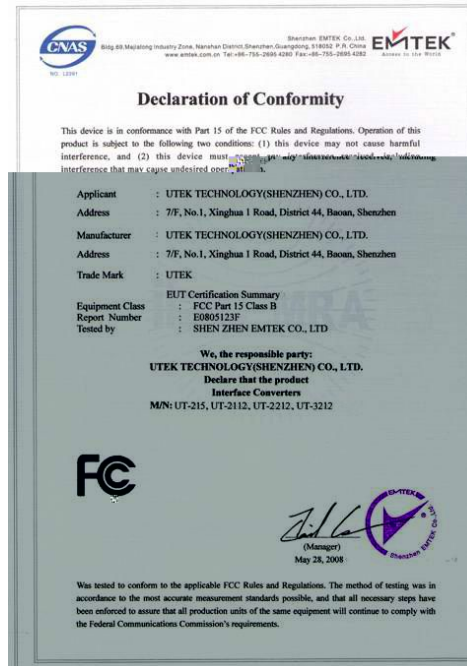 CNAS
Shenzhen EMTEK Co.,Ltd.
Bldg.69,Majialong Industry Zone, Nanshan District,Shenzhen,Guangdong, 518052 P.R. China
www.emtek.com.cn Tel:+86-755-2695 4280 Fax:+86-755-2695 4282
EMTEK
Access to the World
Declaration of Conformity
This device is in conformance with Part 15 of the FCC Rules and Regulations. Operation of this
product is subject to the following two conditions: (1) this device may not cause harmful
interference, and (2) this device must
interference that may cause undesired
Applicant : UTEK TECHNOLOGY(SHENZHEN) CO., LTD.
Address : 7/F, No.1, Xinghua 1 Road, District 44, Baoan, Shenzhen
Manufacturer : UTEK TECHNOLOGY(SHENZHEN) CO., LTD.
Address : 7/F, No.1, Xinghua 1 Road, District 44, Baoan, Shenzhen
Trade Mark : UTEK
EUT Certification Summary
Equipment Class : FCC Part 15 Class B
Report Number : E0805123F
Tested by : SHEN ZHEN EMTEK CO., LTD
We, the responsible party:
UTEK TECHNOLOGY(SHENZHEN) CO., LTD.
Declare that the product
Interface Converters
M/N: UT-215, UT-2112, UT-2212, UT-3212
FC
EMTEK
Shenzhen EMTEK Co., Ltd
(Manager)
May 28, 2008
Was tested to conform to the applicable FCC Rules and Regulations. The method of testing was in
accordance to the most accurate measurement standards possible, and that all necessary steps have
been enforced to assure that all production units of the same equipment will continue to comply with
the Federal Communications Commission's requirements.